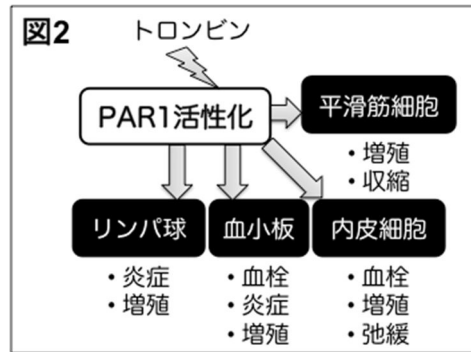 図2
トロンビン
PAR1活性化
平滑筋細胞
・増殖
・収縮
リンパ球
・炎症
・増殖
血小板
・血栓
・炎症
・増殖
内皮細胞
・血栓
・増殖
・弛緩